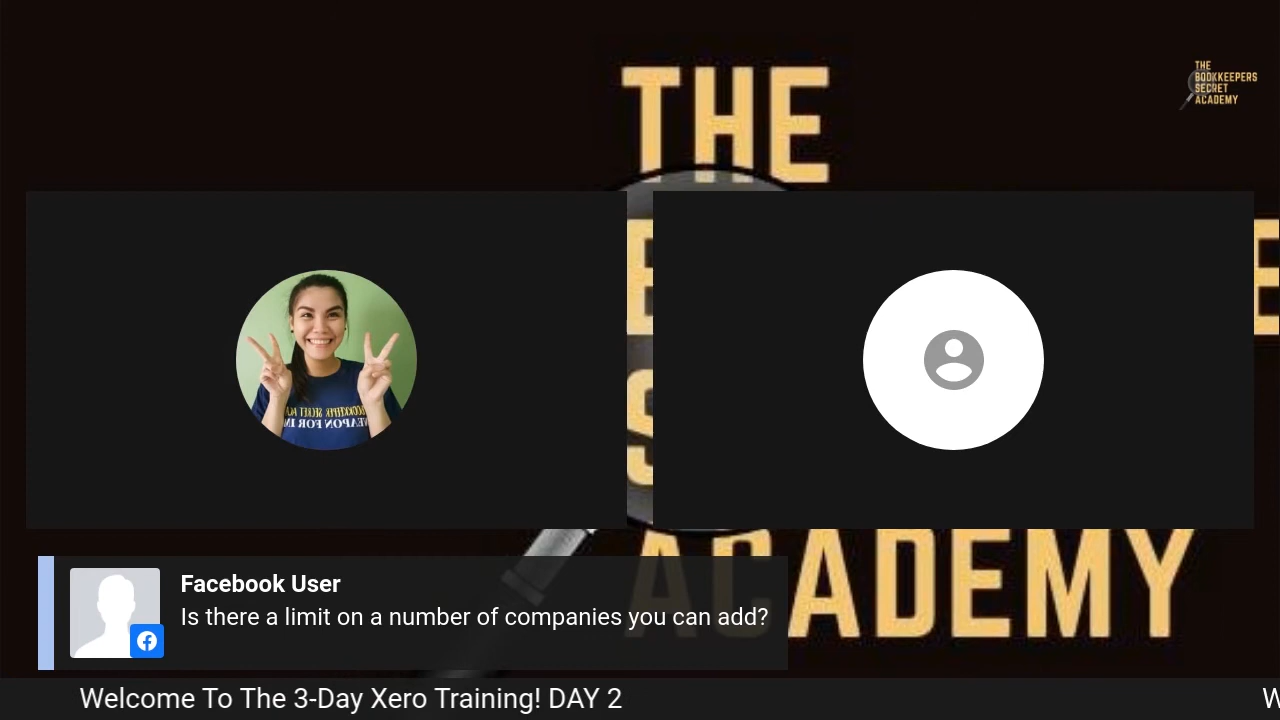 THE
THE
BOOKKEEPERS
SECRET
ACADEMY
E
S
ACADEMY
Facebook User
Is there a limit on a number of companies you can add?
Welcome To The 3-Day Xero Training! DAY 2